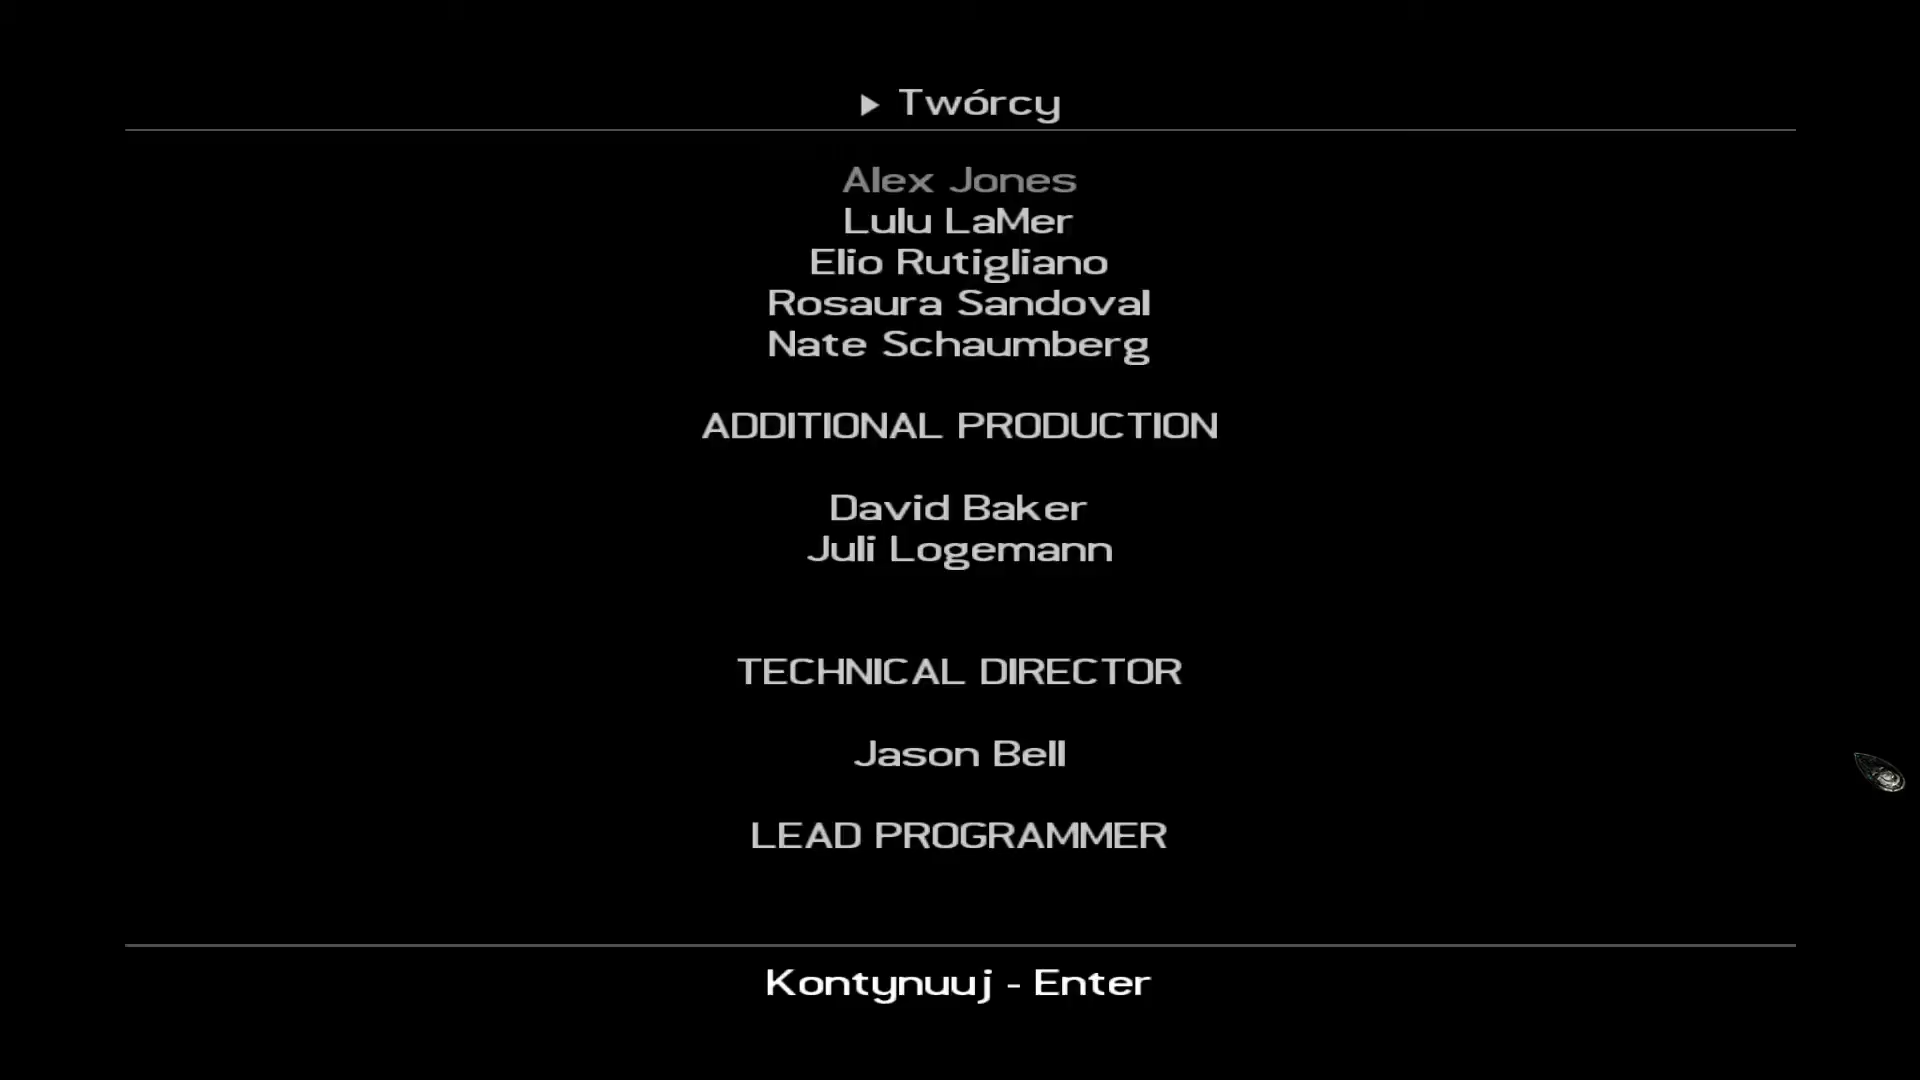 Twórcy
Alex Jones
Lulu LaMer
Elio Rutigliano
Rosaura Sandoval
Nate Schaumberg
ADDITIONAL PRODUCTION
David Baker
Juli Logemann
TECHNICAL DIRECTOR
Jason Bell
LEAD PROGRAMMER
Kontynuuj - Enter